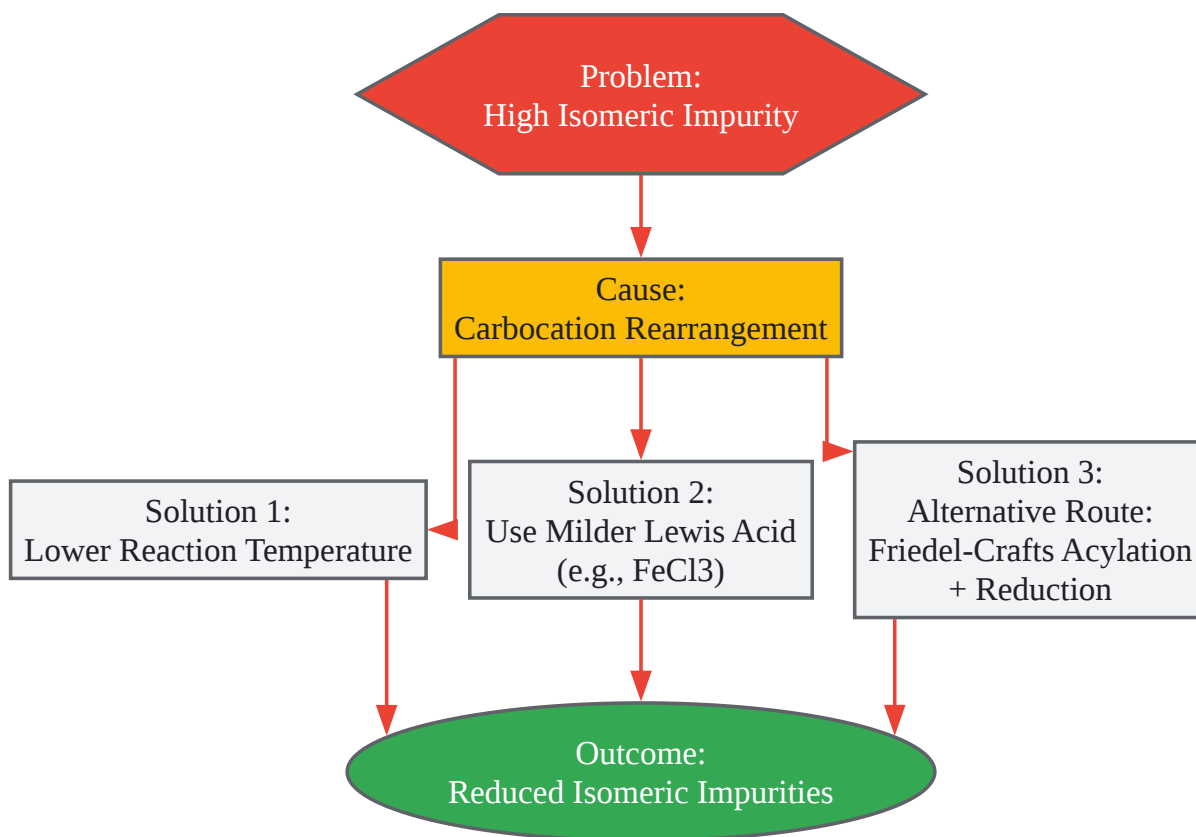 Problem:
High Isomeric Impurity
Cause:
Carbocation Rearrangement
Solution 1:
Lower Reaction Temperature
Solution 2:
Use Milder Lewis Acid
(e.g., FeCl3)
Solution 3:
Alternative Route:
Friedel-Crafts Acylation
+ Reduction
Outcome:
Reduced Isomeric Impurities